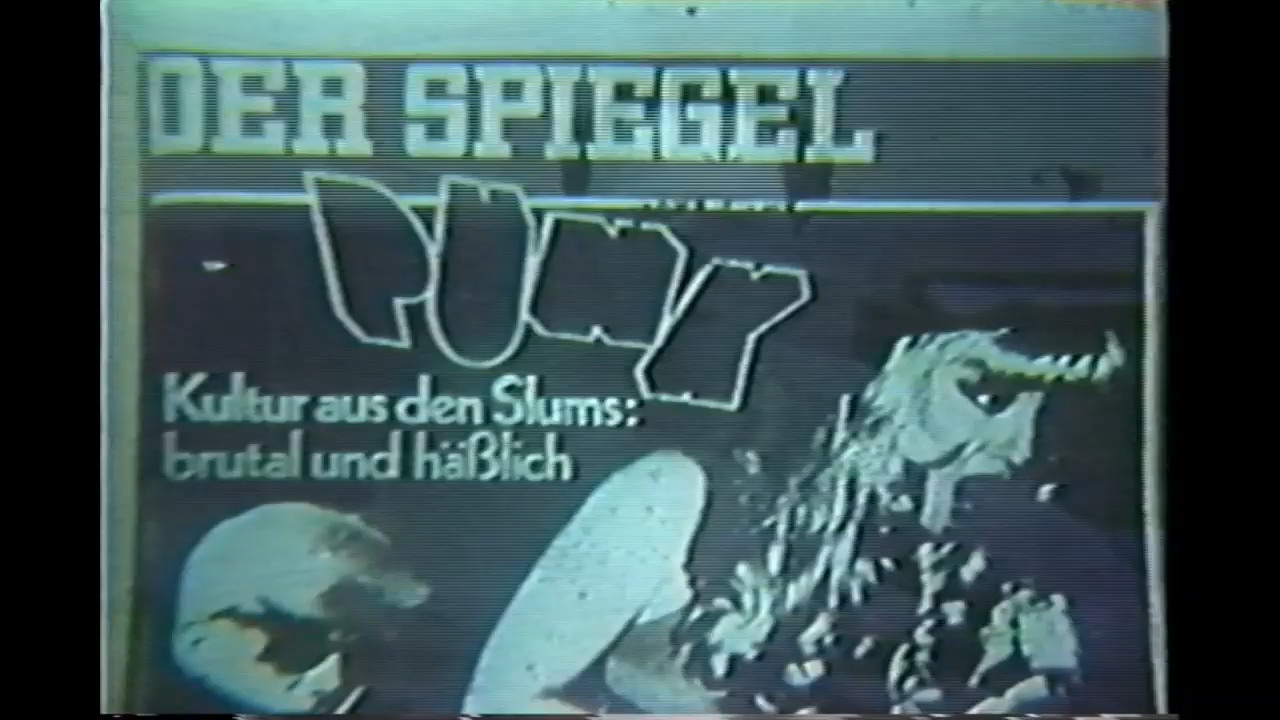 DER SPIEGEL
PUNK
Kultur aus den Slums:
brutal und häßlich